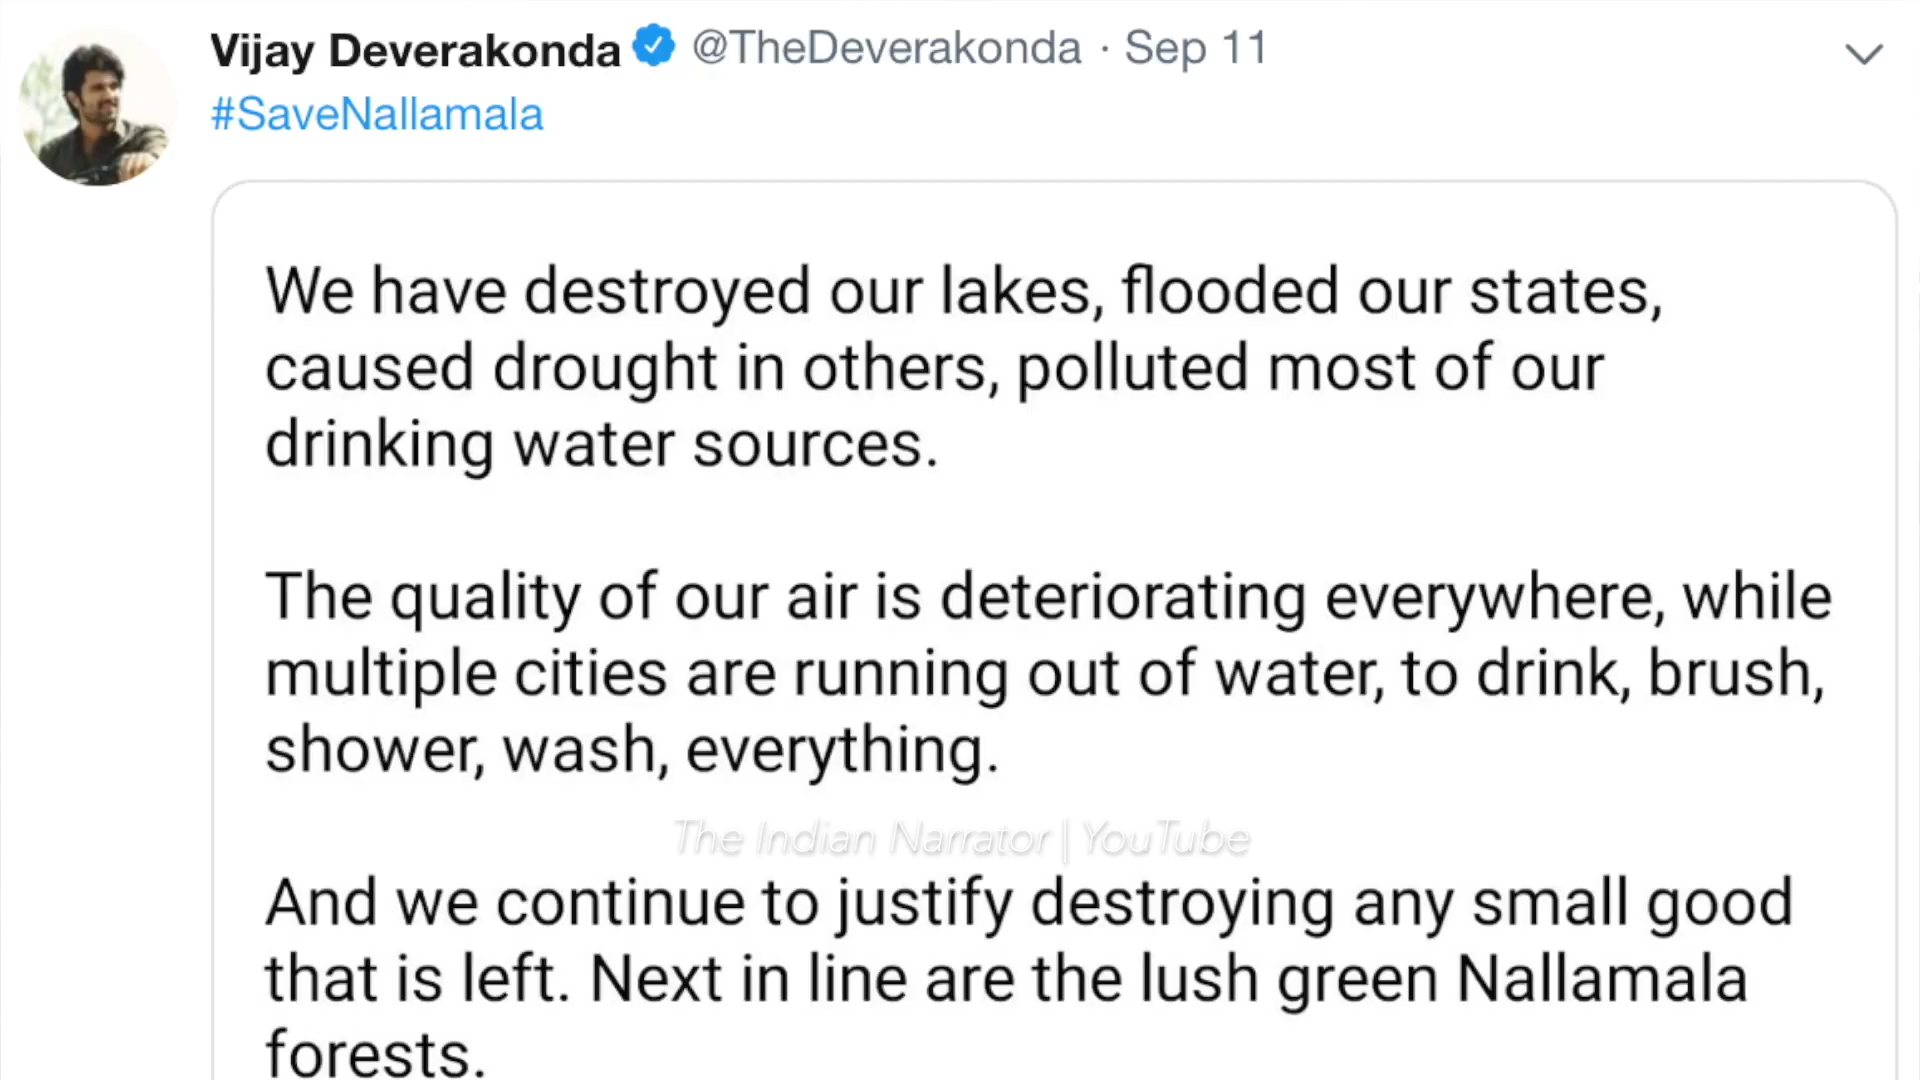 Vijay Deverakonda @TheDeverakonda · Sep 11
#SaveNallamala
We have destroyed our lakes, flooded our states,
caused drought in others, polluted most of our
drinking water sources.
The quality of our air is deteriorating everywhere, while
multiple cities are running out of water, to drink, brush,
shower, wash, everything.
The Indian Narrator | YouTube
And we continue to justify destroying any small good
that is left. Next in line are the lush green Nallamala
forests.